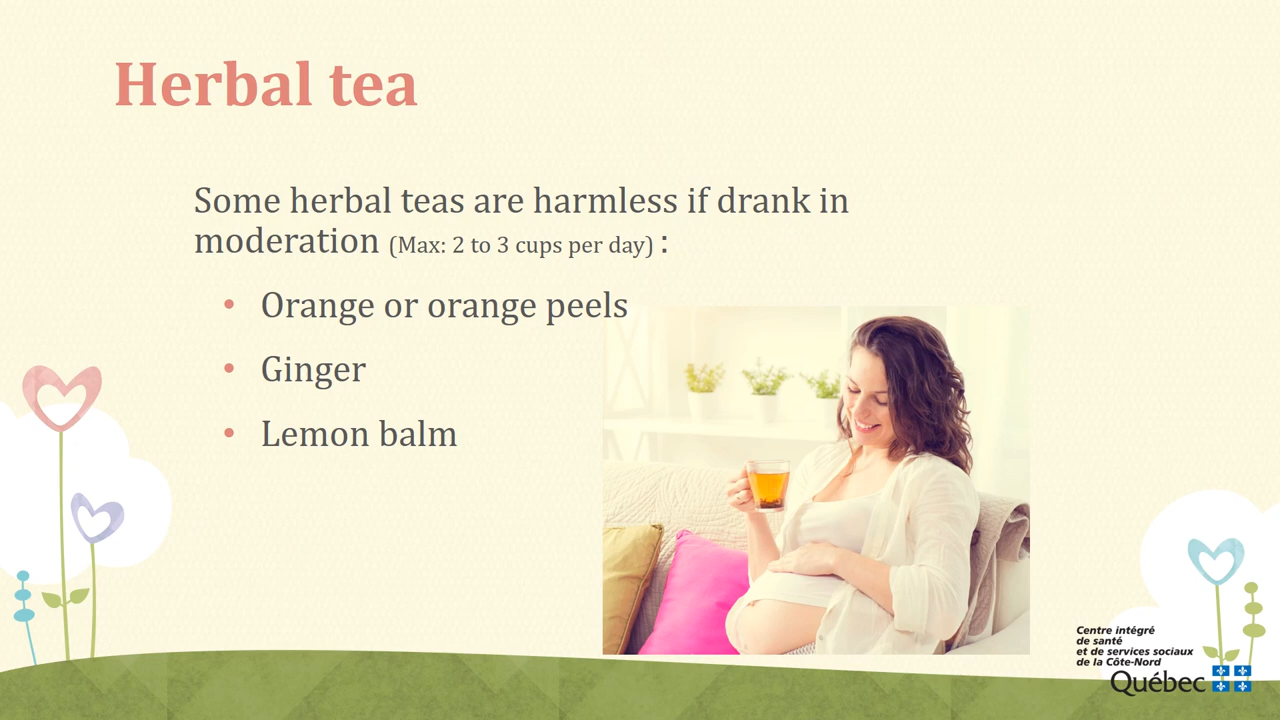 Herbal tea
Some herbal teas are harmless if drank in
moderation (Max: 2 to 3 cups per day) :
• Orange or orange peels
• Ginger
• Lemon balm
Centre intégré
de santé
et de services sociaux
de la Côte-Nord
Québec